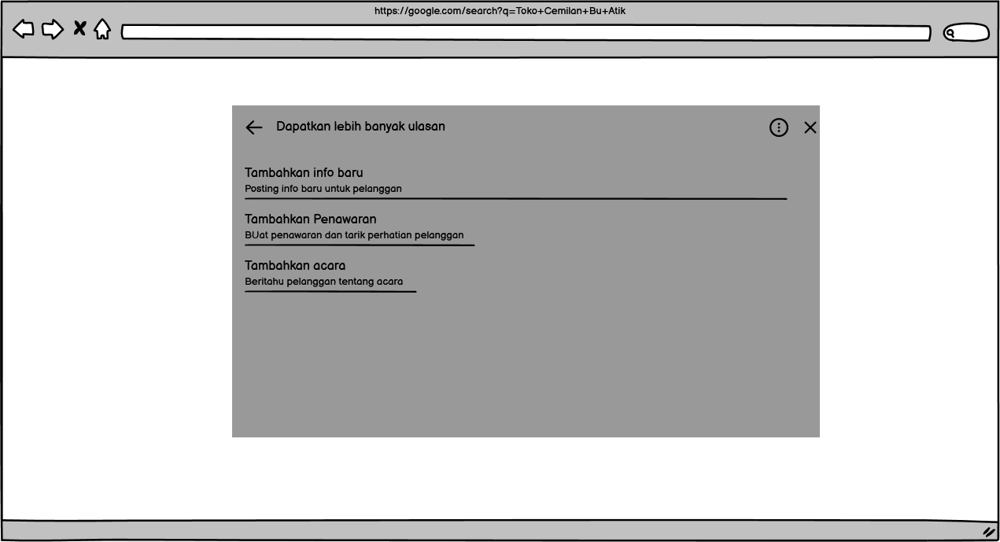 https://google.com/search?q=Toko+Cemilan+Bu+Atik
Dapatkan lebih banyak ulasan
Tambahkan info baru
Posting info baru untuk pelanggan
Tambahkan Penawaran
BUat penawaran dan tarik perhatian pelanggan
Tambahkan acara
Beritahu pelanggan tentang acara